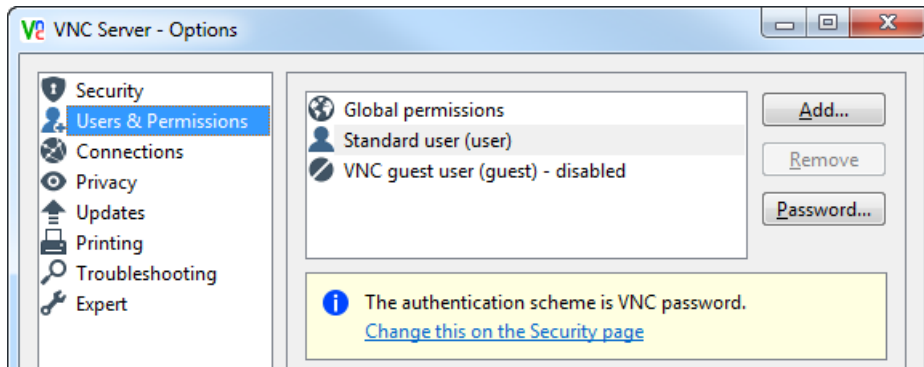 VNC Server - Options
Security
Users & Permissions
Connections
Privacy
Updates
Printing
Troubleshooting
Expert
Global permissions
Standard user (user)
VNC guest user (guest) - disabled
Add...
Remove
Password...
The authentication scheme is VNC password.
Change this on the Security page